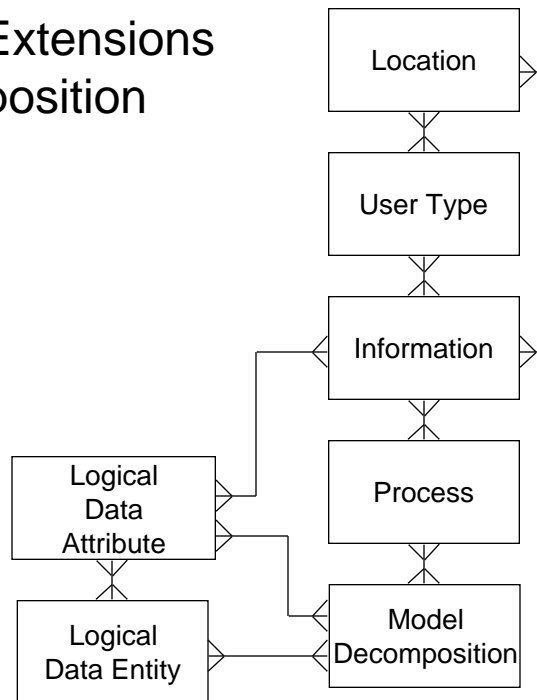 Extensions
position
Location
User Type
Information
Process
Logical
Data
Attribute
Model
Decomposition
Logical
Data Entity